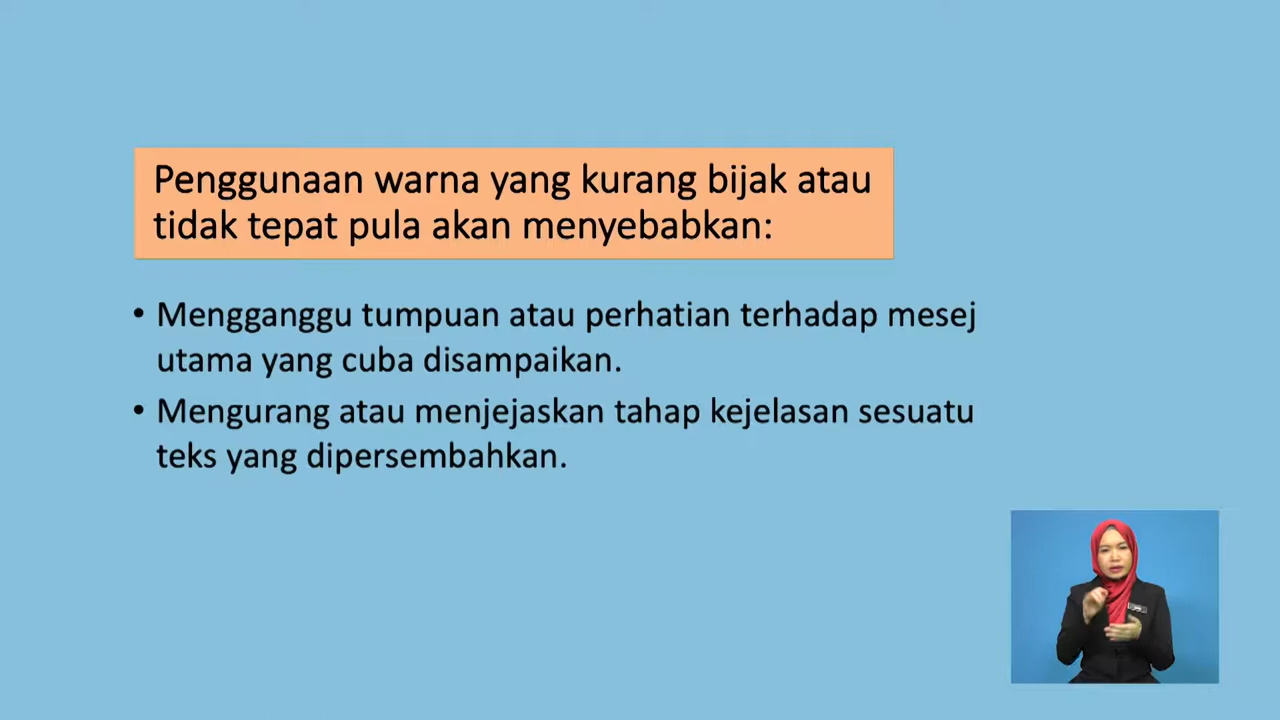 Penggunaan warna yang kurang bijak atau
tidak tepat pula akan menyebabkan:
• Mengganggu tumpuan atau perhatian terhadap mesej
utama yang cuba disampaikan.
• Mengurang atau menjejaskan tahap kejelasan sesuatu
teks yang dipersembahkan.